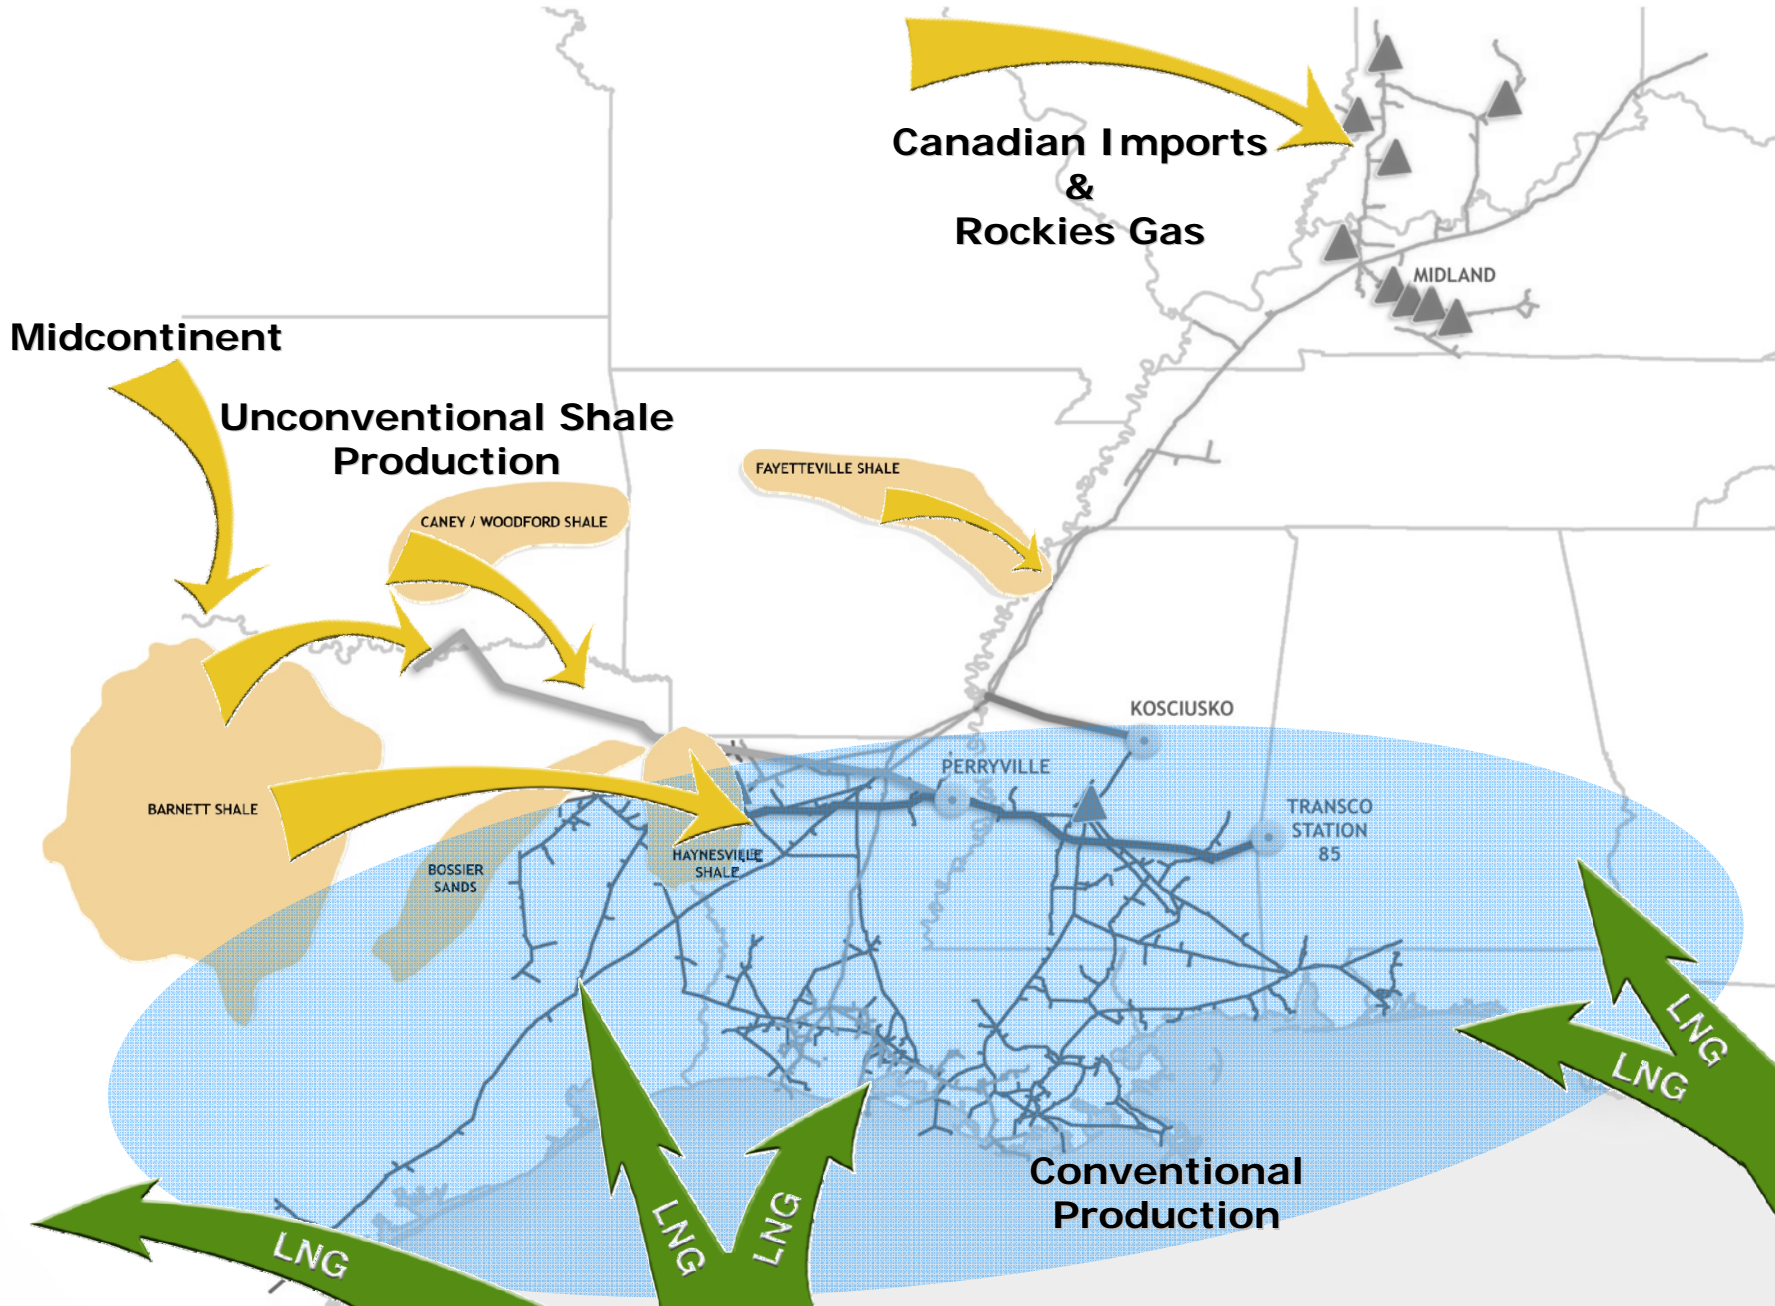 Canadian Imports
&
Rockies Gas
MIDLAND
Midcontinent
Unconventional Shale
Production
FAYETTEVILLE SHALE
CANEY / WOODFORD SHALE
KOSCIUSKO
PERRYVILLE
BARNETT SHALE
TRANSCO
STATION
85
HAYNESVILLE
SHALE
BOSSIER
SANDS
LNG
LNG
Conventional
Production
LNG
LNG
LNG